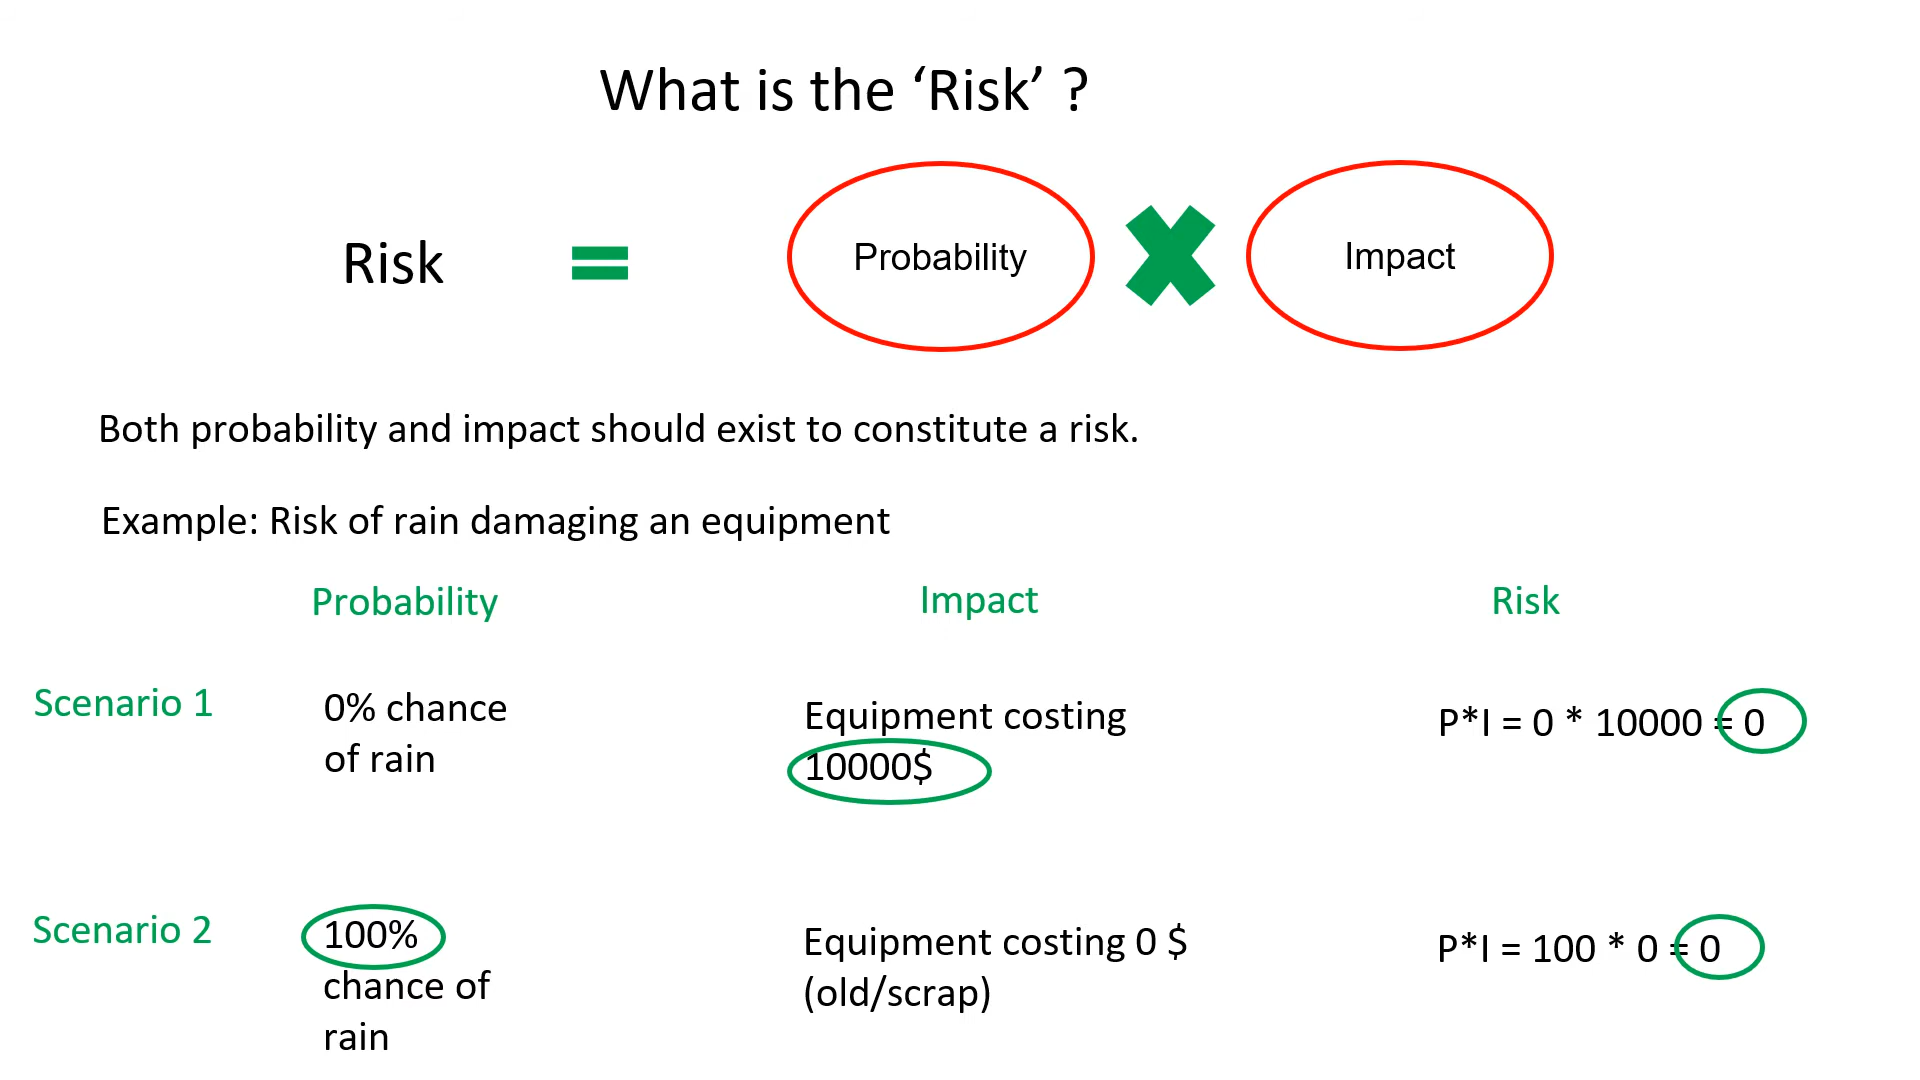 What is the ‘Risk’ ?
Risk = Probability X Impact
Both probability and impact should exist to constitute a risk.
Example: Risk of rain damaging an equipment
Probability Impact Risk
Scenario 1
0% chance
of rain
Equipment costing
10000$
P*I = 0 * 10000 = 0
Scenario 2
100%
chance of
rain
Equipment costing 0 $
(old/scrap)
P*I = 100 * 0 = 0